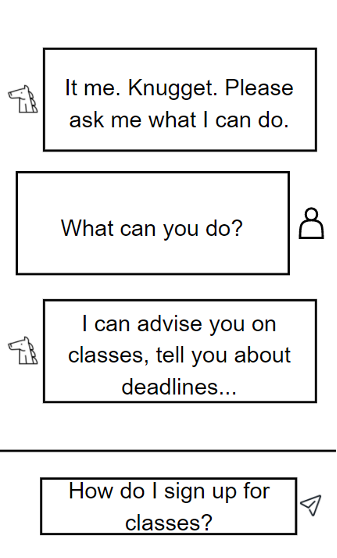 It me. Knugget. Please
ask me what I can do.
What can you do?
I can advise you on
classes, tell you about
deadlines...
How do I sign up for
classes?